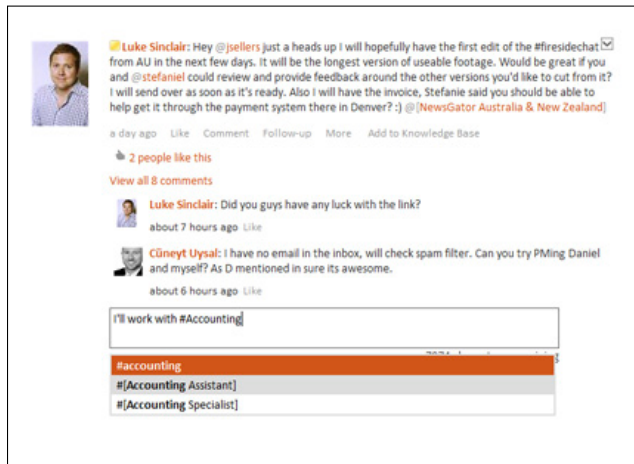 Luke Sinclair: Hey @jsellers just a heads up I will hopefully have the first edit of the #firesidechat
from AU in the next few days. It will be the longest version of useable footage. Would be great if you
and @stefaniel could review and provide feedback around the other versions you'd like to cut from it?
I will send over as soon as it's ready. Also I will have the invoice, Stefanie said you should be able to
help get it through the payment system there in Denver? :) @[NewsGator Australia & New Zealand]
a day ago Like Comment Follow-up More Add to Knowledge Base
2 people like this
View all 8 comments
Luke Sinclair: Did you guys have any luck with the link?
about 7 hours ago Like
Cüneyt Uysal: I have no email in the inbox, will check spam filter. Can you try PMing Daniel
and myself? As D mentioned in sure its awesome.
about 6 hours ago Like
I'll work with #Accounting
#accounting
#[Accounting Assistant]
#[Accounting Specialist]